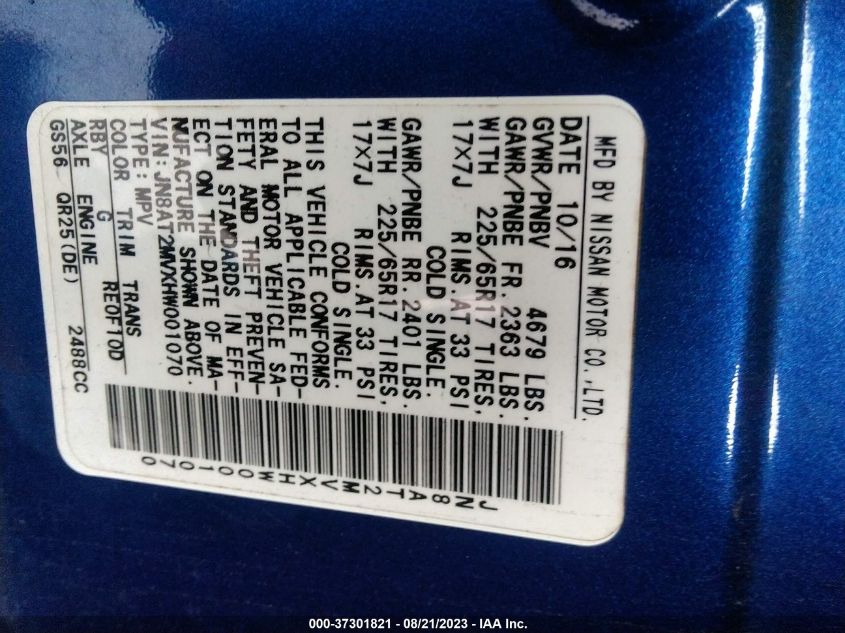 MFD BY NISSAN MOTOR CO.,LTD.
DATE 10/16
GVWR/PNBV 4679 LBS.
GAWR/PNBE FR. 2363 LBS.
WITH 225/65R17 TIRES,
17X7J RIMS.AT 33 PSI
COLD SINGLE.
GAWR/PNBE RR. 2401 LBS.
WITH 225/65R17 TIRES,
17X7J RIMS.AT 33 PSI
COLD SINGLE.
THIS VEHICLE CONFORMS
TO ALL APPLICABLE FED-
ERAL MOTOR VEHICLE SA-
FETY AND THEFT PREVEN-
TION STANDARDS IN EFF-
ECT ON THE DATE OF MA-
NUFACTURE SHOWN ABOVE.
VIN:JN8AT2MVXHW001070
TYPE:MPV
COLOR TRIM TRANS
RBY G RE0F10D
AXLE ENGINE
GS56 QR25(DE) 2488CC
JN8AT2MVXHW001070
000-37301821 - 08/21/2023 - IAA Inc.